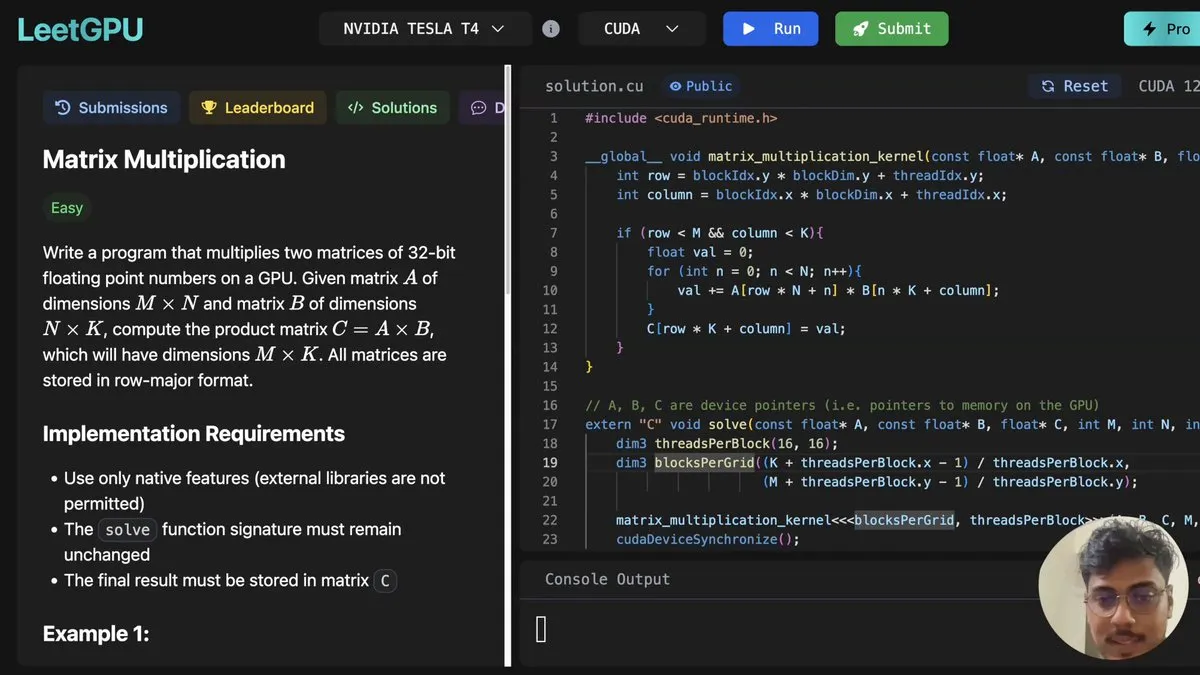 LeetGPU
NVIDIA TESLA T4
CUDA
Run
Submit
Pro
Submissions
Leaderboard
</> Solutions
D
Matrix Multiplication
Easy
Write a program that multiplies two matrices of 32-bit
floating point numbers on a GPU. Given matrix A of
dimensions M × N and matrix B of dimensions
N × K, compute the product matrix C = A × B,
which will have dimensions M × K. All matrices are
stored in row-major format.
Implementation Requirements
• Use only native features (external libraries are not
permitted)
• The solve function signature must remain
unchanged
• The final result must be stored in matrix C
Example 1:
solution.cu
Public
Reset
CUDA 12
1 #include <cuda_runtime.h>
2
3 __global__ void matrix_multiplication_kernel(const float* A, const float* B, flo
4 int row = blockIdx.y * blockDim.y + threadIdx.y;
5 int column = blockIdx.x * blockDim.x + threadIdx.x;
6
7 if (row < M && column < K){
8 float val = 0;
9 for (int n = 0; n < N; n++){
10 val += A[row * N + n] * B[n * K + column];
11 }
12 C[row * K + column] = val;
13 }
14 }
15
16 // A, B, C are device pointers (i.e. pointers to memory on the GPU)
17 extern "C" void solve(const float* A, const float* B, float* C, int M, int N, in
18 dim3 threadsPerBlock(16, 16);
19 dim3 blocksPerGrid((K + threadsPerBlock.x - 1) / threadsPerBlock.x,
20 (M + threadsPerBlock.y - 1) / threadsPerBlock.y);
21
22 matrix_multiplication_kernel<<<blocksPerGrid, threadsPerBlock>>>(A, B, C, M,
23 cudaDeviceSynchronize();
Console Output